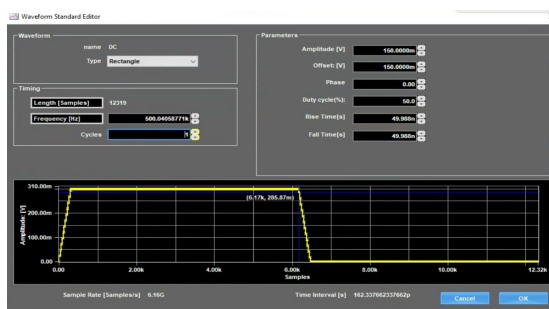 Waveform Standard Editor
Waveform
name DC
Type Rectangle
Timing
Length [Samples] 12319
Frequency [Hz] 500.04058771k
Cycles 1
Parameters
Amplitude [V] 150.0000m
Offset: [V] 150.0000m
Phase 0.00
Duty cycle(%): 50.0
Rise Time[s] 49.988n
Fall Time[s] 49.988n
310.00m
200.00m
100.00m
0.00
Amplitude [V]
(6.17k, 285.87m)
0.00 2.00k 4.00k 6.00k 8.00k 10.00k 12.32k
Samples
Sample Rate [Samples/s] 6.16G Time Interval [s] 162.337662337662p
Cancel OK